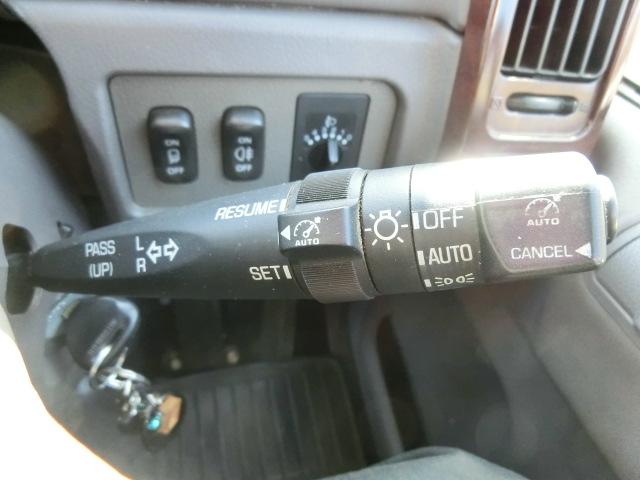 ON
OFF
ON
OFF
RESUME
AUTO
SET
PASS
(UP)
L
R
OFF
AUTO
AUTO
CANCEL